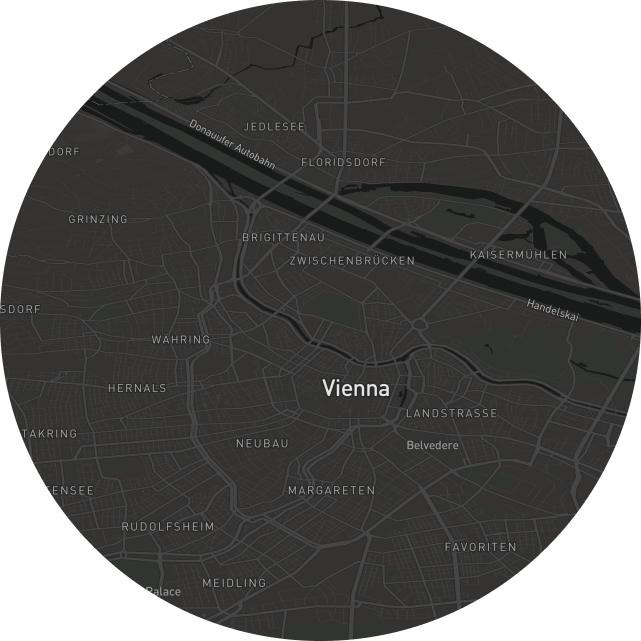 JEDLESEE
Donauufer Autobahn
DORF
FLORIDSDORF
GRINZING
BRIGITTENAU
ZWISCHENBRÜCKEN
KAISERMÜHLEN
SDORF
Handelskai
WAHRING
HERNALS
Vienna
LANDSTRASSE
TAKRING
NEUBAU
Belvedere
ENSEE
MARGARETEN
RUDOLFSHEIM
FAVORITEN
MEIDLING
Palace